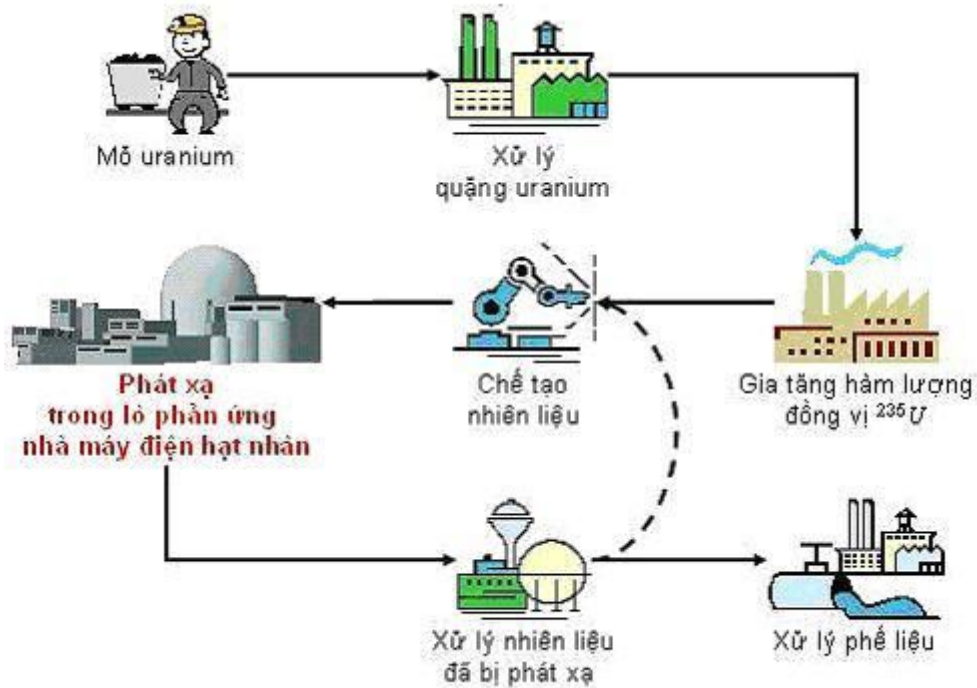 Mỏ uranium
Xử lý
quặng uranium
Gia tăng hàm lượng
đồng vị ²³⁵U
Chế tạo
nhiên liệu
Phát xạ
trong lò phản ứng
nhà máy điện hạt nhân
Xử lý nhiên liệu
đã bị phát xạ
Xử lý phế liệu